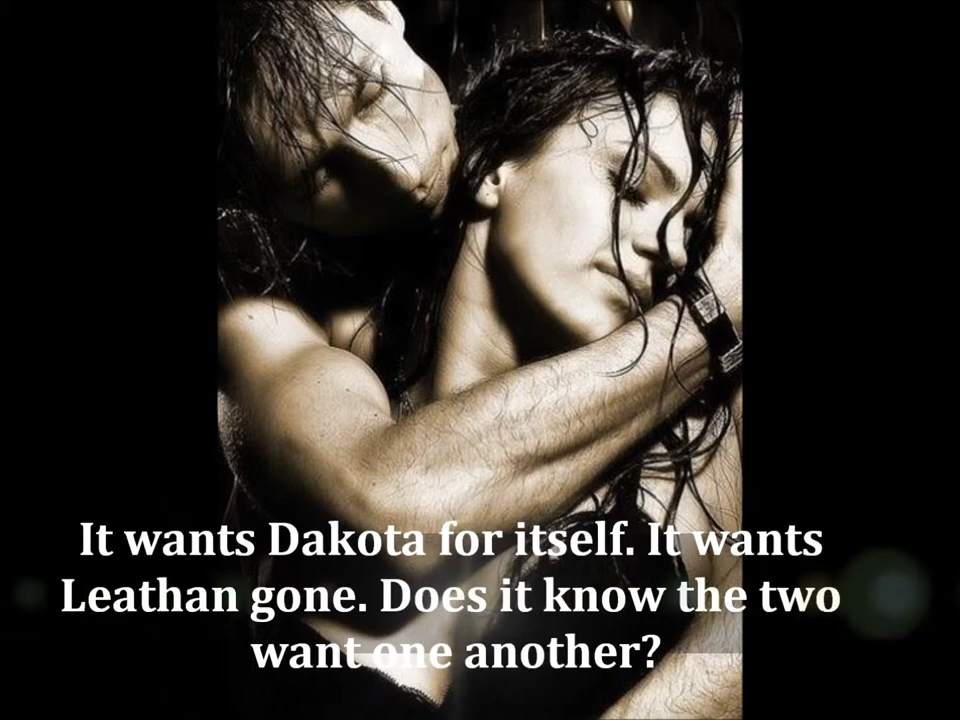 It wants Dakota for itself. It wants
Leathan gone. Does it know the two
want one another?